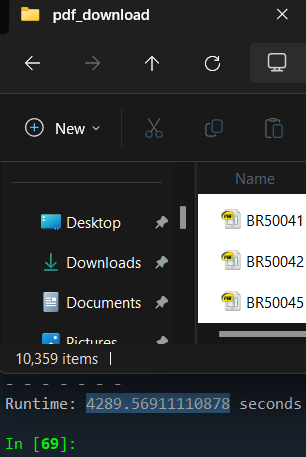 pdf_download
New
Name
Desktop
BR50041
Downloads
BR50042
Documents
BR50045
Pictures
10,359 items
- - - - - - -
Runtime: 4289.56911110878 seconds
In [69]: